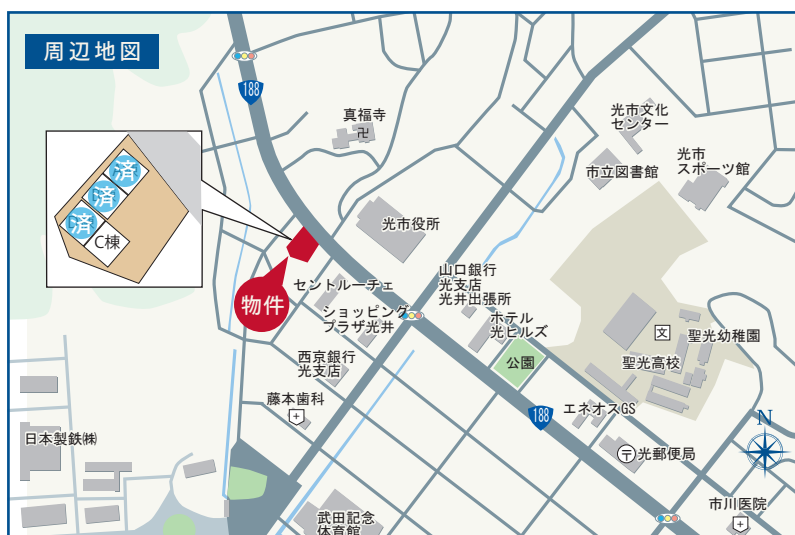 周辺地図
188
真福寺
光市文化
センター
市立図書館
光市
スポーツ館
済
済
済
C棟
光市役所
物件
セントルーチェ
山口銀行
光支店
光井出張所
ショッピング
プラザ光井
ホテル
光ヒルズ
公園
文
聖光幼稚園
聖光高校
西京銀行
光支店
藤本歯科
188
エネオスGS
N
日本製鉄㈱
〒光郵便局
武田記念
体育館
市川医院